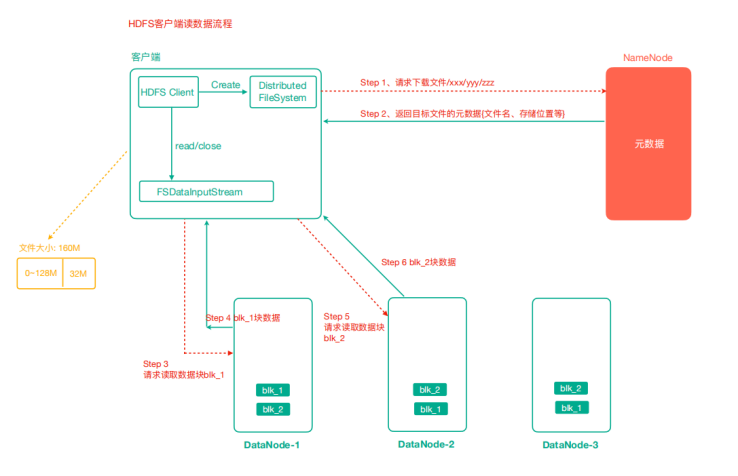 HDFS客户端读数据流程
客户端
NameNode
HDFS Client
Create
Distributed
FileSystem
Step 1、请求下载文件/xxx/yyy/zzz
Step 2、返回目标文件的元数据{文件名、存储位置等}
元数据
read/close
FSDataInputStream
文件大小: 160M
0~128M
32M
Step 6 blk_2块数据
Step 4 blk_1块数据
Step 5
请求读取数据块
blk_2
Step 3
请求读取数据块blk_1
blk_1
blk_2
blk_2
blk_1
blk_2
blk_1
DataNode-1
DataNode-2
DataNode-3